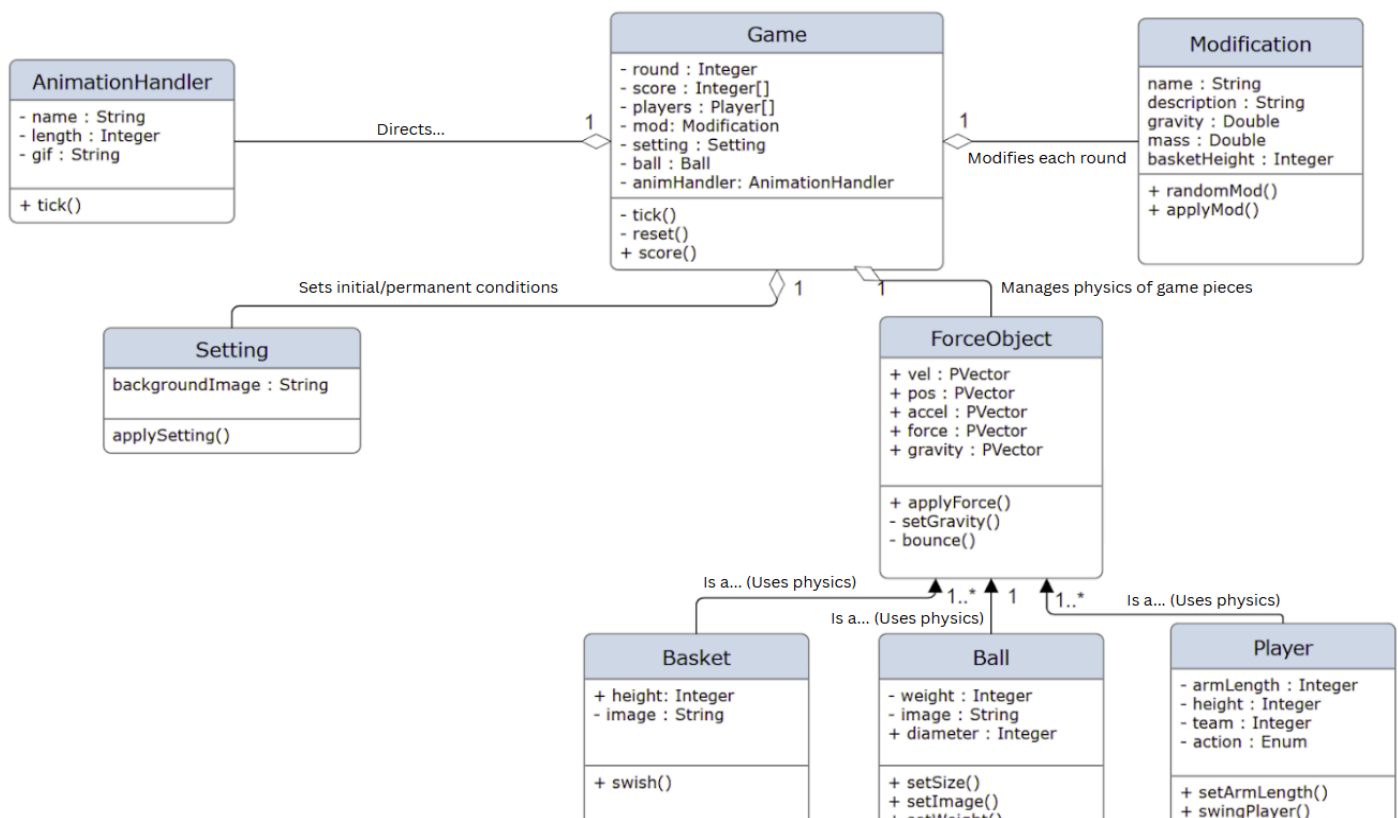 Game
- round : Integer
- score : Integer[]
- players : Player[]
- mod: Modification
- setting : Setting
- ball : Ball
- animHandler: AnimationHandler
- tick()
- reset()
+ score()
AnimationHandler
- name : String
- length : Integer
- gif : String
+ tick()
Directs...
1
Modification
name : String
description : String
gravity : Double
mass : Double
basketHeight : Integer
+ randomMod()
+ applyMod()
1
Modifies each round
Sets initial/permanent conditions
1
1
Manages physics of game pieces
Setting
backgroundImage : String
applySetting()
ForceObject
+ vel : PVector
+ pos : PVector
+ accel : PVector
+ force : PVector
+ gravity : PVector
+ applyForce()
- setGravity()
- bounce()
Is a... (Uses physics)
1..*
Is a... (Uses physics)
1
1..*
Is a... (Uses physics)
Basket
+ height: Integer
- image : String
+ swish()
Ball
- weight : Integer
- image : String
+ diameter : Integer
+ setSize()
+ setImage()
+ setWeight()
Player
- armLength : Integer
- height : Integer
- team : Integer
- action : Enum
+ setArmLength()
+ swingPlayer()